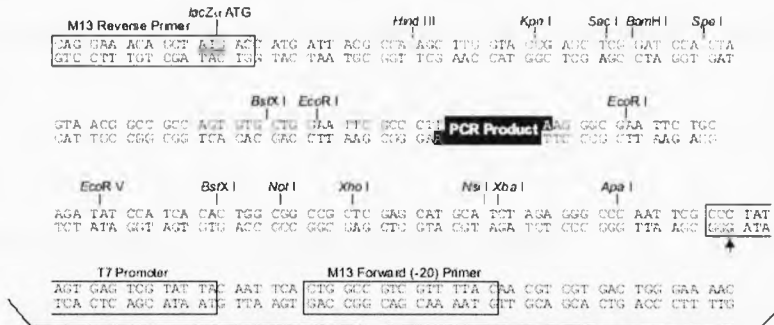 lacZα ATG
M13 Reverse Primer Hind III Kpn I Sac I BamH I Spe I
CAG GAA ACA GCT ATG ACC ATG ATT ACG CCA AGC TTG GTA CCG AGC TCG GAT CCA CTA
GTC CTT TGT CGA TAC TGG TAC TAA TGC GGT TCG AAC CAT GGC TCG AGC CTA GGT GAT
BstX I EcoR I EcoR I
GTA ACG GCC GCC AGT GTG CTG GAA TTC GCC CTT PCR Product AAG GGC GAA TTC TGC
CAT TGC CGG CGG TCA CAC GAC CTT AAG CGG GAA TTC CCG CTT AAG ACG
EcoR V BstX I Not I Xho I Nsi I Xba I Apa I
AGA TAT CCA TCA CAC TGG CGG CCG CTC GAG CAT GCA TCT AGA GGG CCC AAT TCG CCC TAT
TCT ATA GGT AGT GTG ACC GCC GGC GAG CTC GTA CGT AGA TCT CCC GGG TTA AGC GGG ATA
T7 Promoter M13 Forward (-20) Primer
AGT GAG TCG TAT TAC AAT TCA CTG GCC GTC GTT TTA CAA CGT CGT GAC TGG GAA AAC
TCA CTC AGC ATA ATG TTA AGT GAC CGG CAG CAA AAT GTT GCA GCA CTG ACC CTT TTG